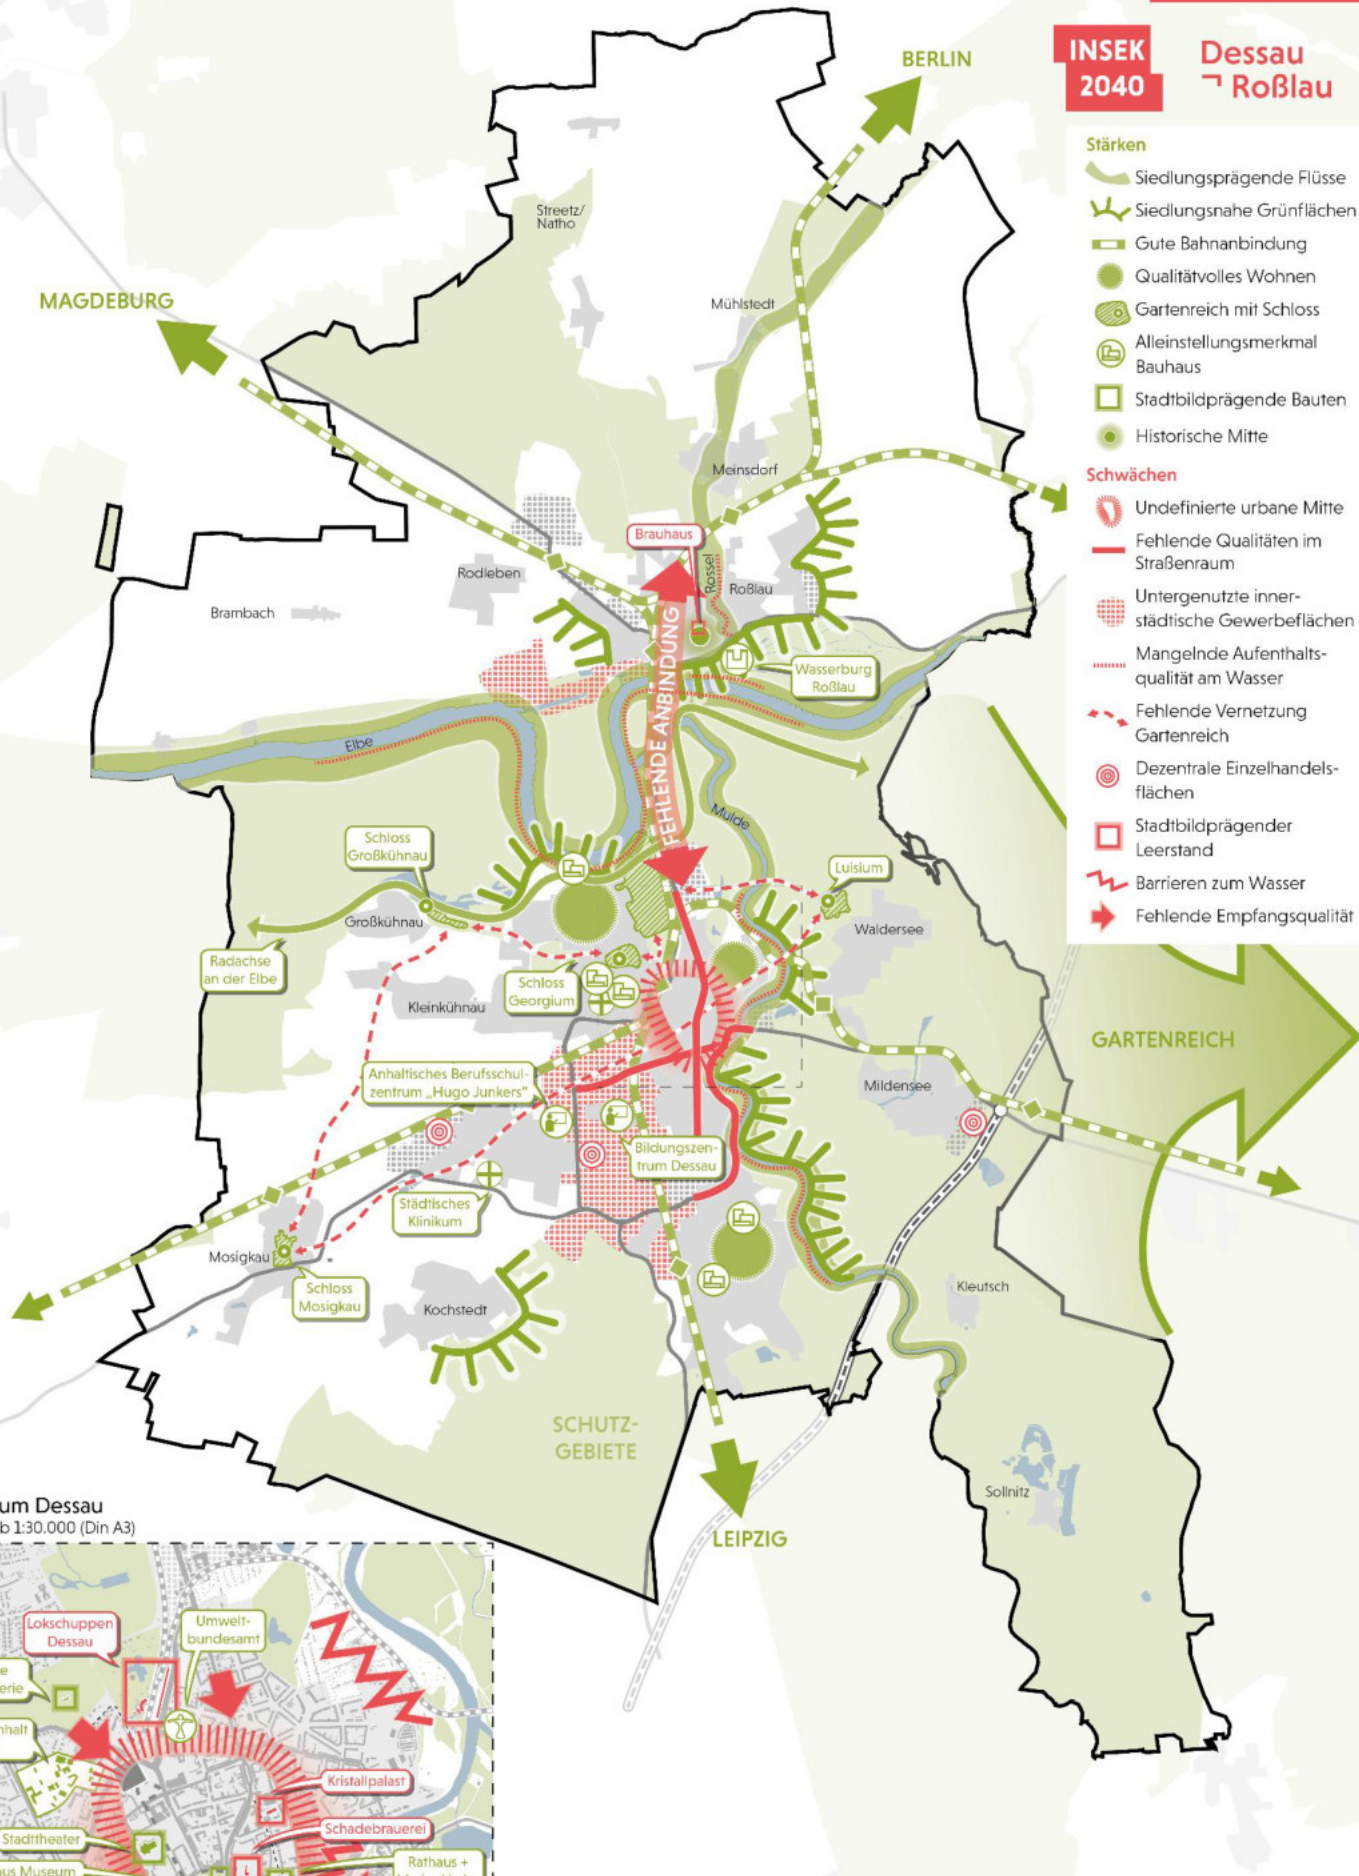 INSEK
2040
Dessau
¬ Roßlau
Stärken
Siedlungsprägende Flüsse
Siedlungsnahe Grünflächen
Gute Bahnanbindung
Qualitätvolles Wohnen
Gartenreich mit Schloss
Alleinstellungsmerkmal
Bauhaus
Stadtbildprägende Bauten
Historische Mitte
Schwächen
Undefinierte urbane Mitte
Fehlende Qualitäten im
Straßenraum
Untergenutzte inner-
städtische Gewerbeflächen
Mangelnde Aufenthalts-
qualität am Wasser
Fehlende Vernetzung
Gartenreich
Dezentrale Einzelhandels-
flächen
Stadtbildprägender
Leerstand
Barrieren zum Wasser
Fehlende Empfangsqualität
BERLIN
Streetz/
Natho
MAGDEBURG
Mühlstedt
Meinsdorf
Brauhaus
Rossel
Rodleben
Roßlau
Brambach
FEHLENDE ANBINDUNG
Wasserburg
Roßlau
Elbe
Mulde
Schloss
Großkühnau
Luisium
Großkühnau
Waldersee
Radachse
an der Elbe
Schloss
Georgium
Kleinkühnau
GARTENREICH
Anhaltisches Berufsschul-
zentrum „Hugo Junkers"
Mildensee
Bildungszen-
trum Dessau
Städtisches
Klinikum
Mosigkau
Schloss
Mosigkau
Kochstedt
Kleutsch
SCHUTZ-
GEBIETE
Sollnitz
LEIPZIG
um Dessau
b 1:30.000 (Din A3)
Lokschuppen
Dessau
Umwelt-
bundesamt
e
erie
nhalt
Kristallpalast
Schadebrauerei
Stadttheater
us Museum
Rathaus +